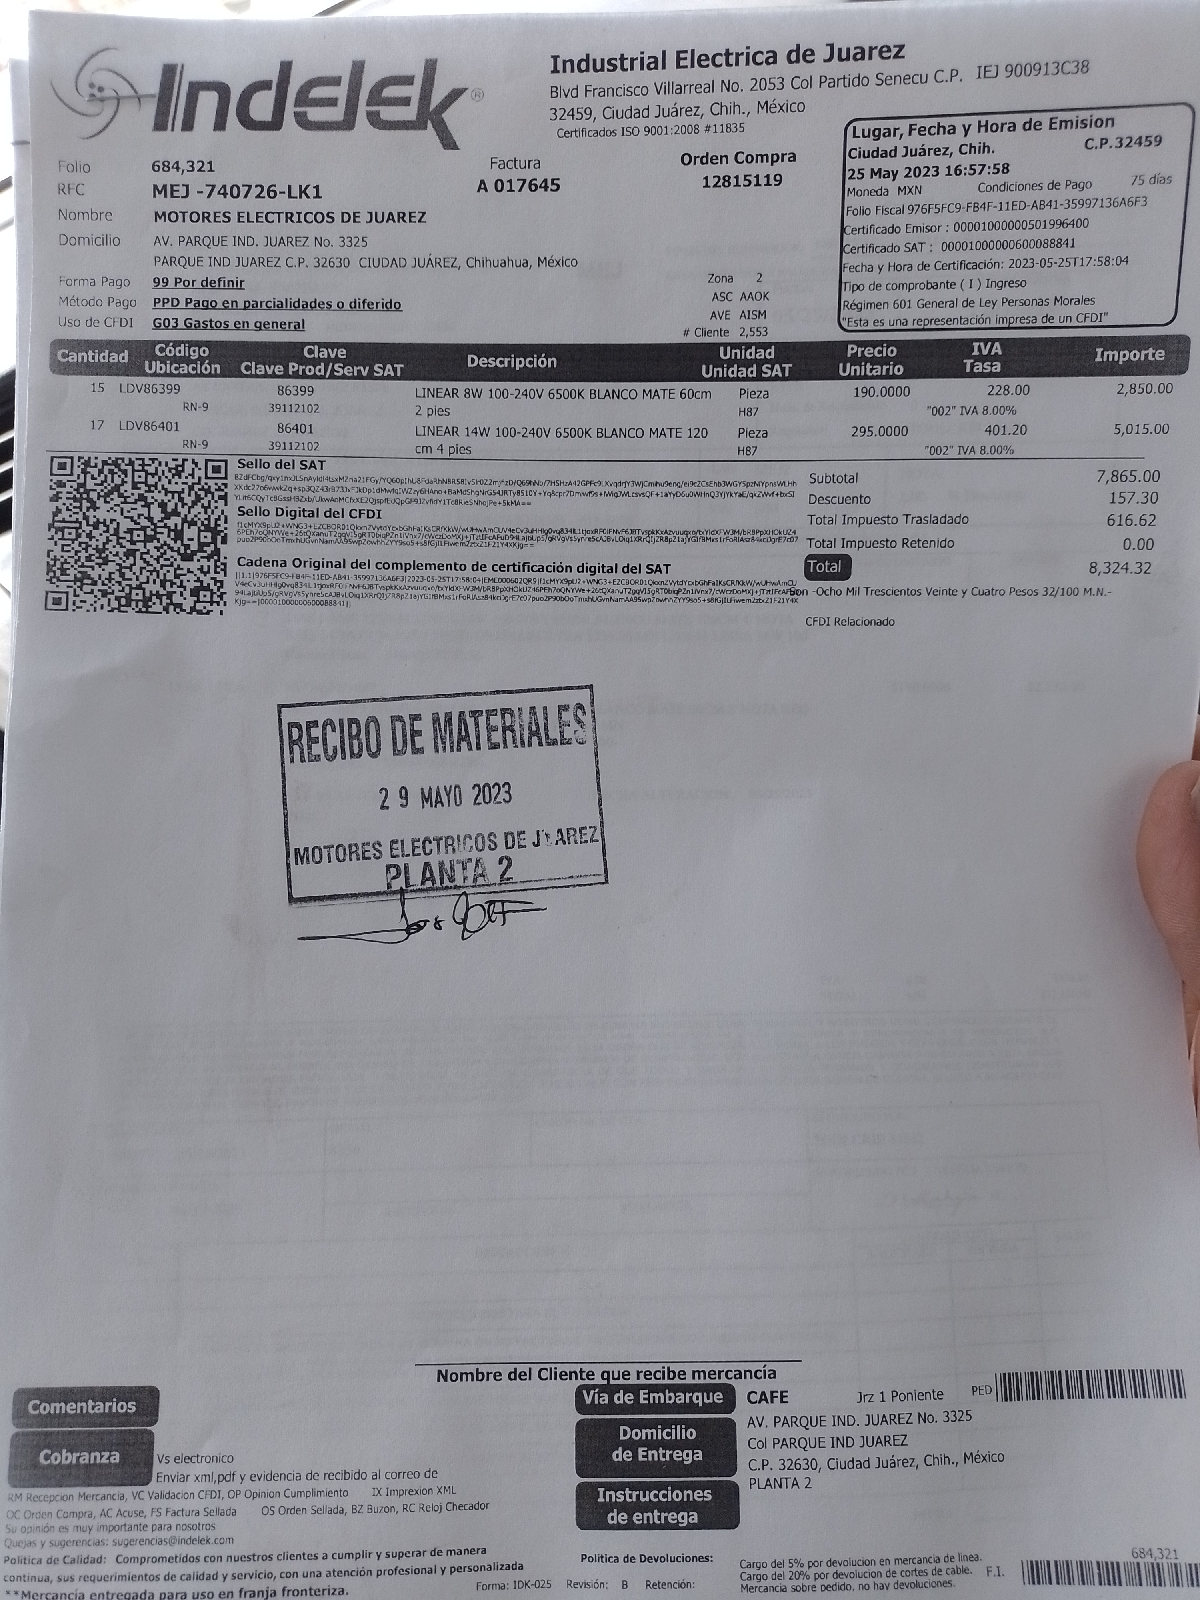 Indelek®
Industrial Electrica de Juarez
Blvd Francisco Villarreal No. 2053 Col Partido Senecu C.P. IEJ 900913C38
32459, Ciudad Juárez, Chih., México
Certificados ISO 9001:2008 #11835
Folio 684,321
Factura
A 017645
Orden Compra
12815119
RFC MEJ -740726-LK1
Nombre MOTORES ELECTRICOS DE JUAREZ
Domicilio AV. PARQUE IND. JUAREZ No. 3325
PARQUE IND JUAREZ C.P. 32630 CIUDAD JUÁREZ, Chihuahua, México
Forma Pago 99 Por definir
Método Pago PPD Pago en parcialidades o diferido
Uso de CFDI G03 Gastos en general
Zona 2
ASC AAOK
AVE AISM
# Cliente 2,553
Lugar, Fecha y Hora de Emision
Ciudad Juárez, Chih. C.P.32459
25 May 2023 16:57:58
Moneda MXN Condiciones de Pago 75 días
Folio Fiscal 976F5FC9-FB4F-11ED-AB41-35997136A6F3
Certificado Emisor : 00001000000501996400
Certificado SAT : 00001000000600088841
Fecha y Hora de Certificación: 2023-05-25T17:58:04
Tipo de comprobante ( I ) Ingreso
Régimen 601 General de Ley Personas Morales
"Esta es una representación impresa de un CFDI"
Cantidad Código Ubicación Clave Clave Prod/Serv SAT Descripción Unidad Unidad SAT Precio Unitario IVA Tasa Importe
15 LDV86399 86399 LINEAR 8W 100-240V 6500K BLANCO MATE 60cm Pieza 190.0000 228.00 2,850.00
RN-9 39112102 2 pies H87 "002" IVA 8.00%
17 LDV86401 86401 LINEAR 14W 100-240V 6500K BLANCO MATE 120 Pieza 295.0000 401.20 5,015.00
RN-9 39112102 cm 4 pies H87 "002" IVA 8.00%
Sello del SAT
Sello Digital del CFDI
Cadena Original del complemento de certificación digital del SAT
Subtotal 7,865.00
Descuento 157.30
Total Impuesto Trasladado 616.62
Total Impuesto Retenido 0.00
Total 8,324.32
Son -Ocho Mil Trescientos Veinte y Cuatro Pesos 32/100 M.N.-
CFDI Relacionado
RECIBO DE MATERIALES
29 MAYO 2023
MOTORES ELECTRICOS DE JUAREZ
PLANTA 2
Nombre del Cliente que recibe mercancía
Comentarios
Cobranza Vs electronico
Enviar xml,pdf y evidencia de recibido al correo de
RM Recepcion Mercancia, VC Validacion CFDI, OP Opinion Cumplimiento IX Imprexion XML
OC Orden Compra, AC Acuse, FS Factura Sellada OS Orden Sellada, BZ Buzon, RC Reloj Checador
Su opinión es muy importante para nosotros
Quejas y sugerencias: sugerencias@indelek.com
Política de Calidad: Comprometidos con nuestros clientes a cumplir y superar de manera
continua, sus requerimientos de calidad y servicio, con una atención profesional y personalizada
**Mercancía entregada para uso en franja fronteriza.
Vía de Embarque CAFE Jrz 1 Poniente PED
Domicilio de Entrega
AV. PARQUE IND. JUAREZ No. 3325
Col PARQUE IND JUAREZ
C.P. 32630, Ciudad Juárez, Chih., México
PLANTA 2
Instrucciones de entrega
Política de Devoluciones:
Cargo del 5% por devolucion en mercancia de linea.
Cargo del 20% por devolucion de cortes de cable.
Mercancia sobre pedido, no hay devoluciones.
Forma: IDK-025 Revisión: B Retención:
684,321
F.I.